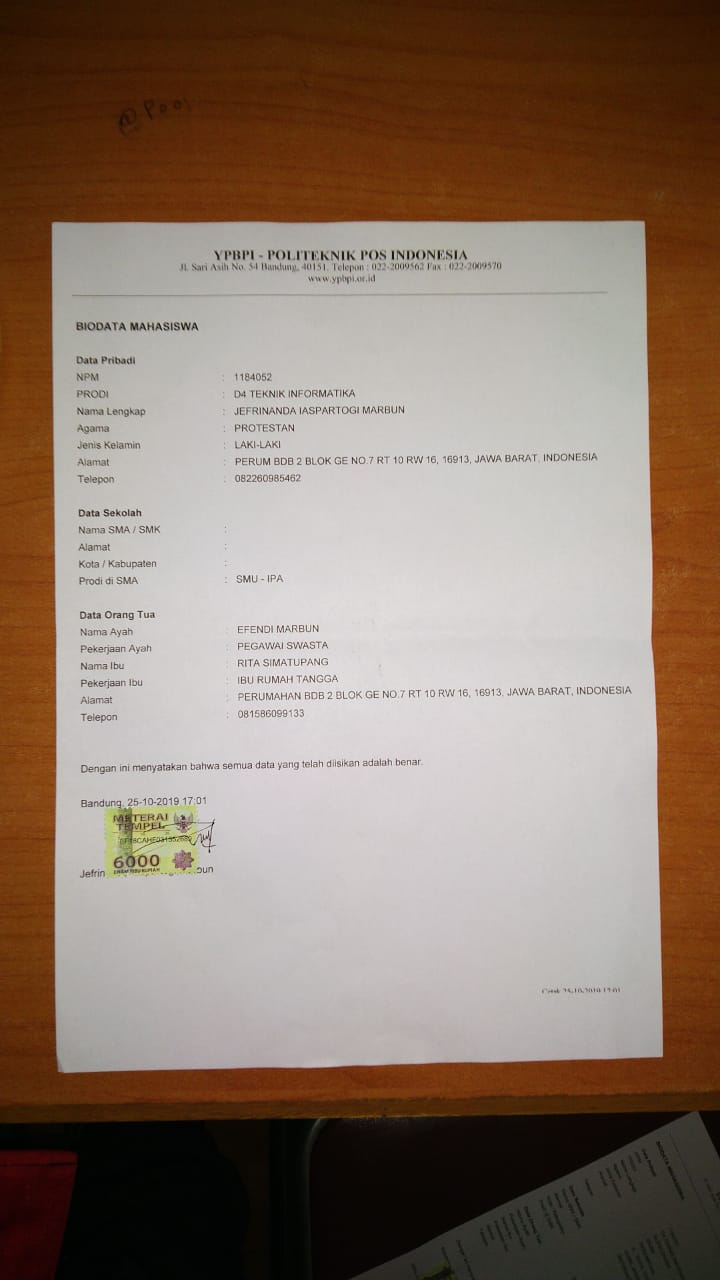 @Poo
YPBPI - POLITEKNIK POS INDONESIA
Jl. Sari Asih No. 54 Bandung, 40151. Telepon : 022-2009562 Fax : 022-2009570
www.ypbpi.or.id
BIODATA MAHASISWA
Data Pribadi
NPM : 1184052
PRODI : D4 TEKNIK INFORMATIKA
Nama Lengkap : JEFRINANDA IASPARTOGI MARBUN
Agama : PROTESTAN
Jenis Kelamin : LAKI-LAKI
Alamat : PERUM BDB 2 BLOK GE NO.7 RT 10 RW 16, 16913, JAWA BARAT, INDONESIA
Telepon : 082260985462
Data Sekolah
Nama SMA / SMK :
Alamat :
Kota / Kabupaten :
Prodi di SMA : SMU - IPA
Data Orang Tua
Nama Ayah : EFENDI MARBUN
Pekerjaan Ayah : PEGAWAI SWASTA
Nama Ibu : RITA SIMATUPANG
Pekerjaan Ibu : IBU RUMAH TANGGA
Alamat : PERUMAHAN BDB 2 BLOK GE NO.7 RT 10 RW 16, 16913, JAWA BARAT, INDONESIA
Telepon : 081586099133
Dengan ini menyatakan bahwa semua data yang telah diisikan adalah benar.
Bandung, 25-10-2019 17:01
METERAI
TEMPEL
6000
ENAM RIBU RUPIAH
Jefrin bun
Cetak 25-10-2019 17:01
BIODATA MAHASISWA